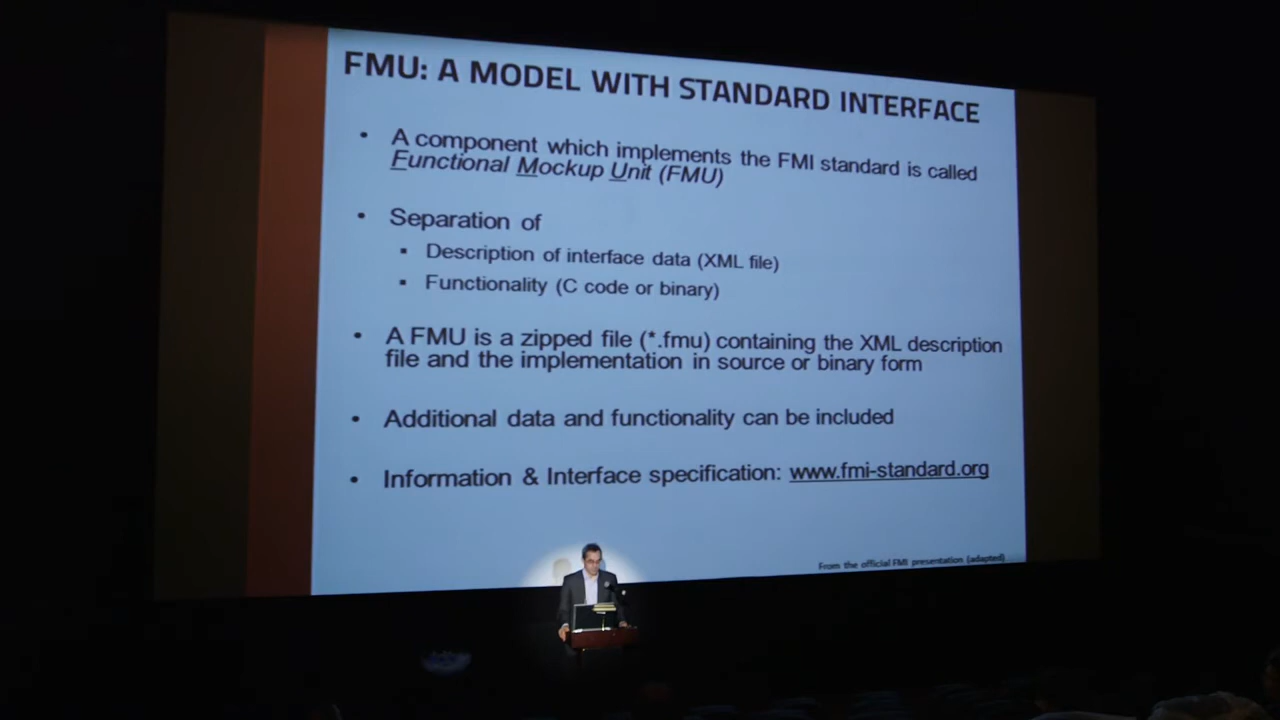 FMU: A MODEL WITH STANDARD INTERFACE
• A component which implements the FMI standard is called
Functional Mockup Unit (FMU)
• Separation of
▪ Description of interface data (XML file)
▪ Functionality (C code or binary)
• A FMU is a zipped file (*.fmu) containing the XML description
file and the implementation in source or binary form
• Additional data and functionality can be included
• Information & Interface specification: www.fmi-standard.org
From the official FMI presentation (adapted)